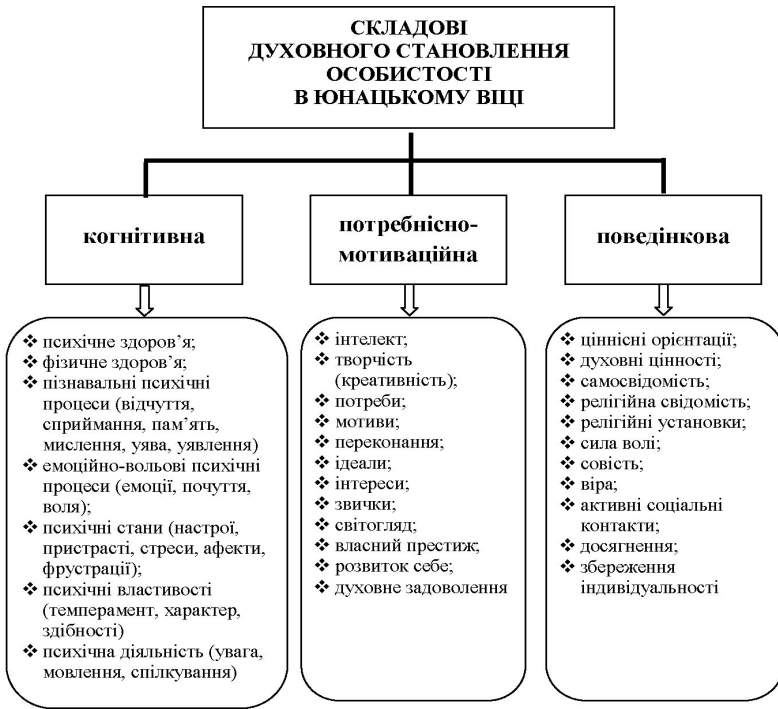 СКЛАДОВІ
ДУХОВНОГО СТАНОВЛЕННЯ
ОСОБИСТОСТІ
В ЮНАЦЬКОМУ ВІЦІ
когнітивна
потребнісно-
мотиваційна
поведінкова
❖ психічне здоров’я;
❖ фізичне здоров’я;
❖ пізнавальні психічні
процеси (відчуття,
сприймання, пам’ять,
мислення, уява, уявлення)
❖ емоційно-вольові психічні
процеси (емоції, почуття,
воля);
❖ психічні стани (настрої,
пристрасті, стреси, афекти,
фрустрації);
❖ психічні властивості
(темперамент, характер,
здібності)
❖ психічна діяльність (увага,
мовлення, спілкування)
❖ інтелект;
❖ творчість
(креативність);
❖ потреби;
❖ мотиви;
❖ переконання;
❖ ідеали;
❖ інтереси;
❖ звички;
❖ світогляд;
❖ власний престиж;
❖ розвиток себе;
❖ духовне задоволення
❖ ціннісні орієнтації;
❖ духовні цінності;
❖ самосвідомість;
❖ релігійна свідомість;
❖ релігійні установки;
❖ сила волі;
❖ совість;
❖ віра;
❖ активні соціальні
контакти;
❖ досягнення;
❖ збереження
індивідуальності